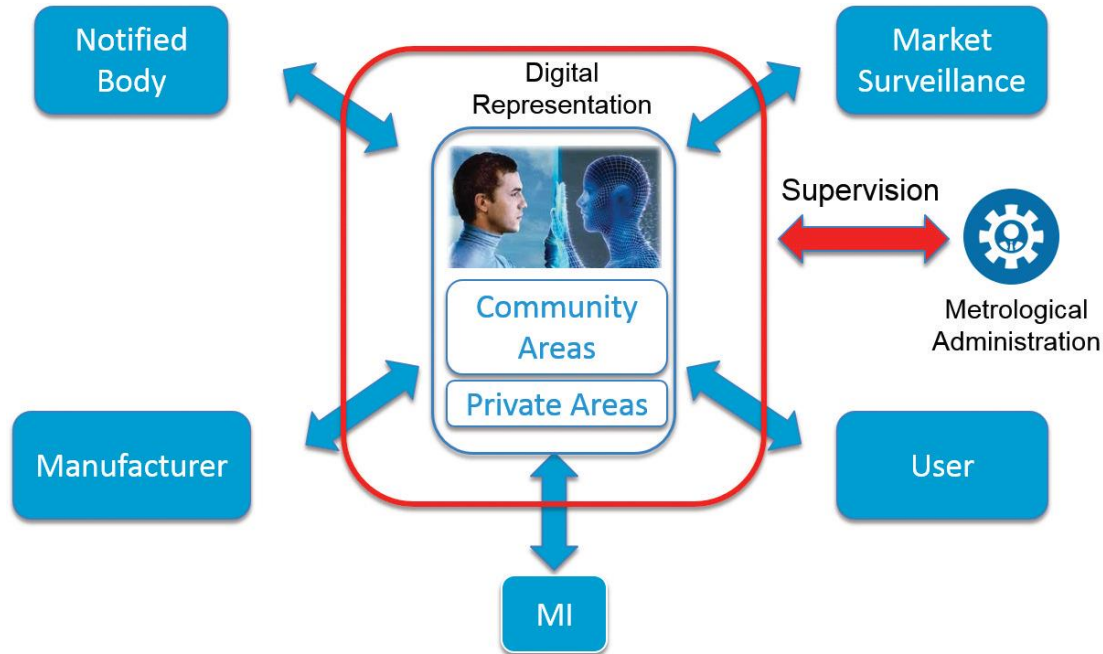 Notified
Body
Digital
Representation
Market
Surveillance
Supervision
Metrological
Administration
Community
Areas
Private Areas
Manufacturer
User
MI